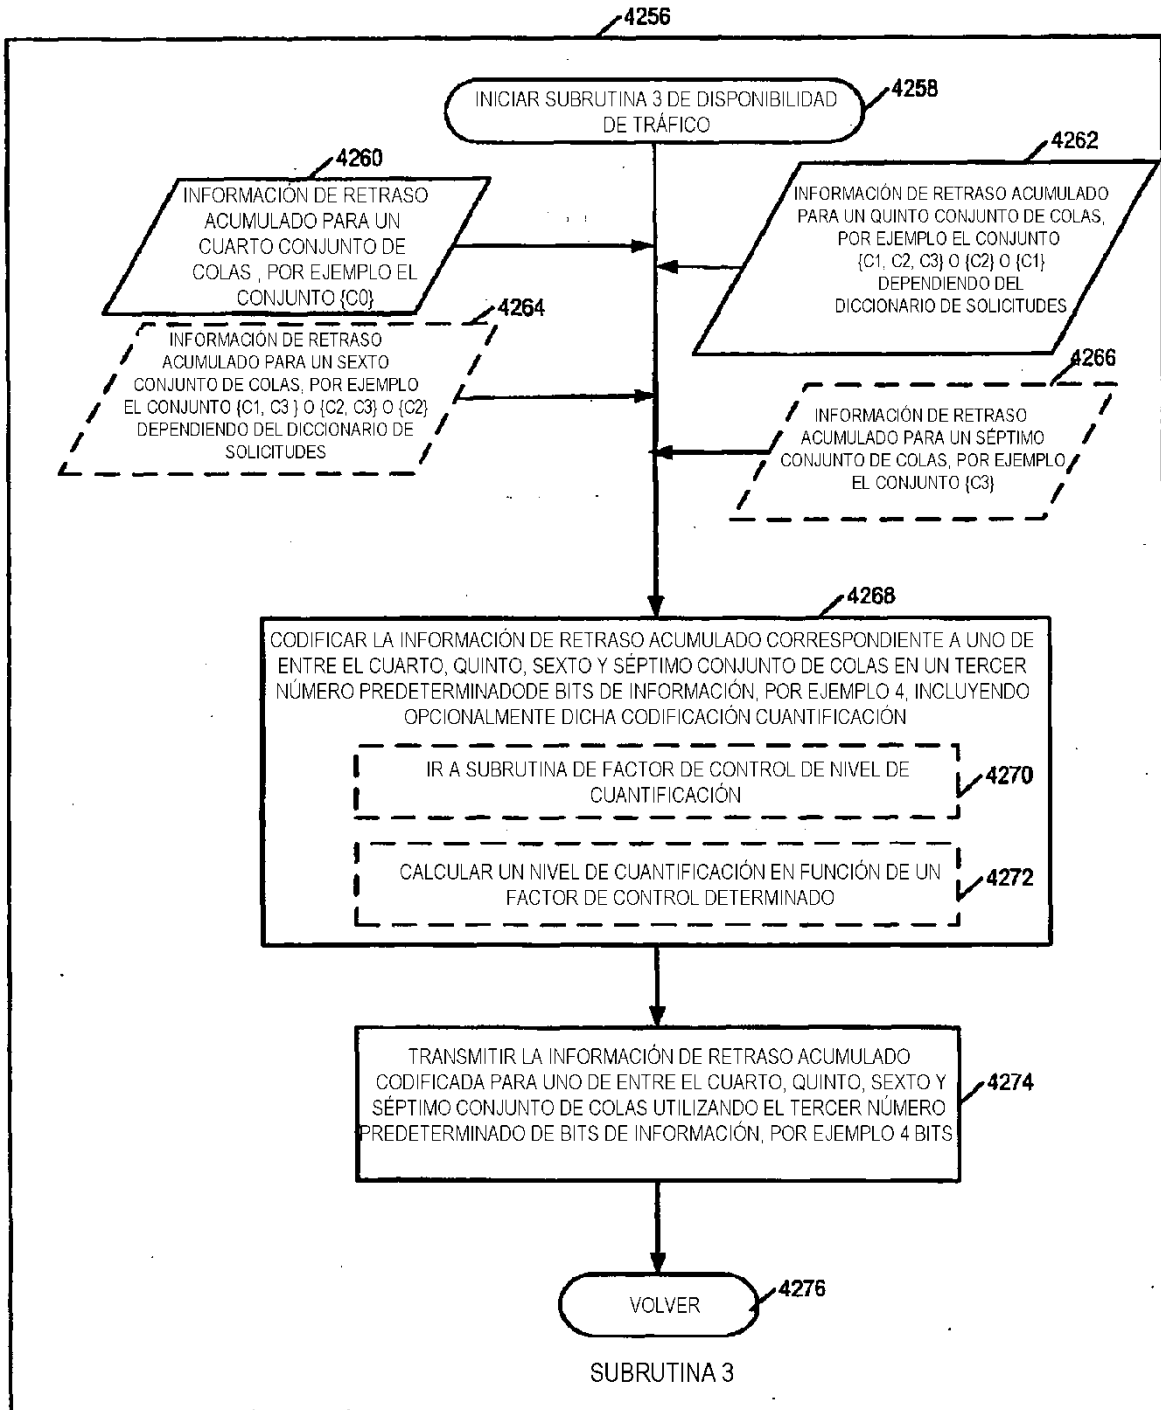 4256
INICIAR SUBRUTINA 3 DE DISPONIBILIDAD
DE TRÁFICO
4258
4260
INFORMACIÓN DE RETRASO
ACUMULADO PARA UN
CUARTO CONJUNTO DE
COLAS , POR EJEMPLO EL
CONJUNTO {C0}
4262
INFORMACIÓN DE RETRASO ACUMULADO
PARA UN QUINTO CONJUNTO DE COLAS,
POR EJEMPLO EL CONJUNTO
{C1, C2, C3} O {C2} O {C1}
DEPENDIENDO DEL
DICCIONARIO DE SOLICITUDES
4264
INFORMACIÓN DE RETRASO
ACUMULADO PARA UN SEXTO
CONJUNTO DE COLAS, POR EJEMPLO
EL CONJUNTO {C1, C3 } O {C2, C3} O {C2}
DEPENDIENDO DEL DICCIONARIO DE
SOLICITUDES
4266
INFORMACIÓN DE RETRASO
ACUMULADO PARA UN SÉPTIMO
CONJUNTO DE COLAS, POR EJEMPLO
EL CONJUNTO {C3}
4268
CODIFICAR LA INFORMACIÓN DE RETRASO ACUMULADO CORRESPONDIENTE A UNO DE
ENTRE EL CUARTO, QUINTO, SEXTO Y SÉPTIMO CONJUNTO DE COLAS EN UN TERCER
NÚMERO PREDETERMINADODE BITS DE INFORMACIÓN, POR EJEMPLO 4, INCLUYENDO
OPCIONALMENTE DICHA CODIFICACIÓN CUANTIFICACIÓN
IR A SUBRUTINA DE FACTOR DE CONTROL DE NIVEL DE
CUANTIFICACIÓN
4270
CALCULAR UN NIVEL DE CUANTIFICACIÓN EN FUNCIÓN DE UN
FACTOR DE CONTROL DETERMINADO
4272
TRANSMITIR LA INFORMACIÓN DE RETRASO ACUMULADO
CODIFICADA PARA UNO DE ENTRE EL CUARTO, QUINTO, SEXTO Y
SÉPTIMO CONJUNTO DE COLAS UTILIZANDO EL TERCER NÚMERO
PREDETERMINADO DE BITS DE INFORMACIÓN, POR EJEMPLO 4 BITS
4274
VOLVER
4276
SUBRUTINA 3